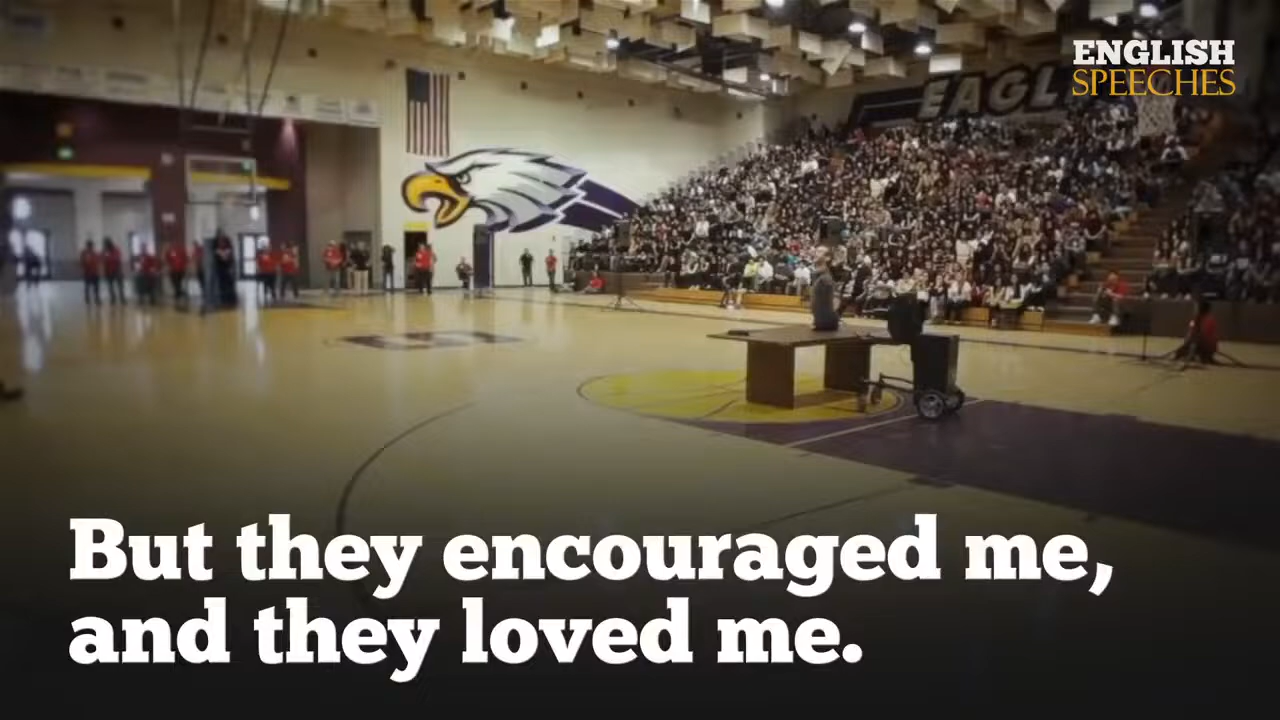 ENGLISH
SPEECHES
EAGL
But they encouraged me,
and they loved me.